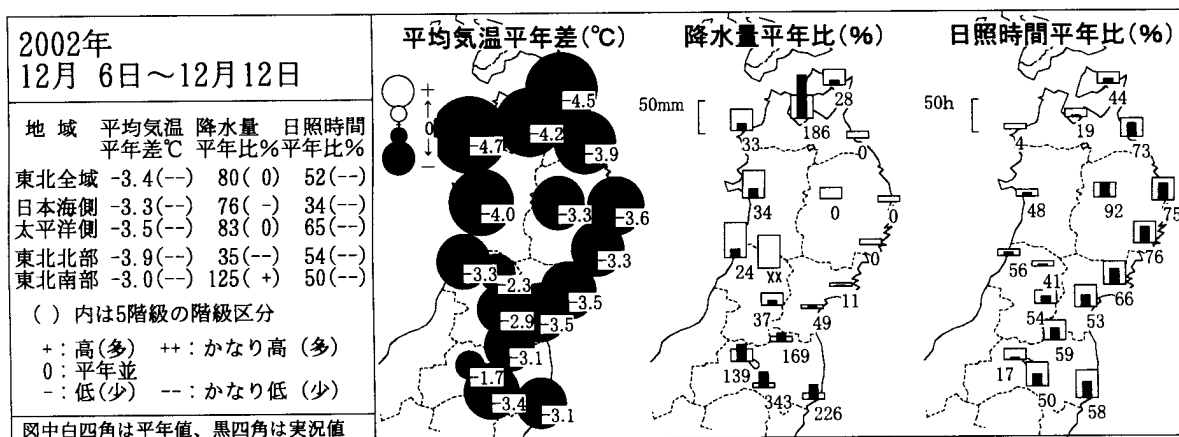 2002年
12月 6日～12月12日
地 域 平均気温 降水量 日照時間
平年差℃ 平年比% 平年比%
東北全域 -3.4(--) 80( 0) 52(--)
日本海側 -3.3(--) 76( -) 34(--)
太平洋側 -3.5(--) 83( 0) 65(--)
東北北部 -3.9(--) 35(--) 54(--)
東北南部 -3.0(--) 125( +) 50(--)
( ) 内は5階級の階級区分
+：高(多) ++：かなり高 (多)
0：平年並
-：低(少) --：かなり低 (少)
図中白四角は平年値、黒四角は実況値
平均気温平年差(℃)
+
0
-
-4.5
-4.2
-4.7
-3.9
-4.0
-3.3
-3.6
-3.3
-3.3
-2.3
-3.5
-2.9
-3.5
-3.1
-1.7
-3.4
-3.1
降水量平年比(%)
50mm
28
186
33
0
34
0
0
24
xx
0
11
37
49
169
139
343
226
日照時間平年比(%)
50h
44
19
4
73
48
92
75
76
56
41
66
54
53
59
17
50
58